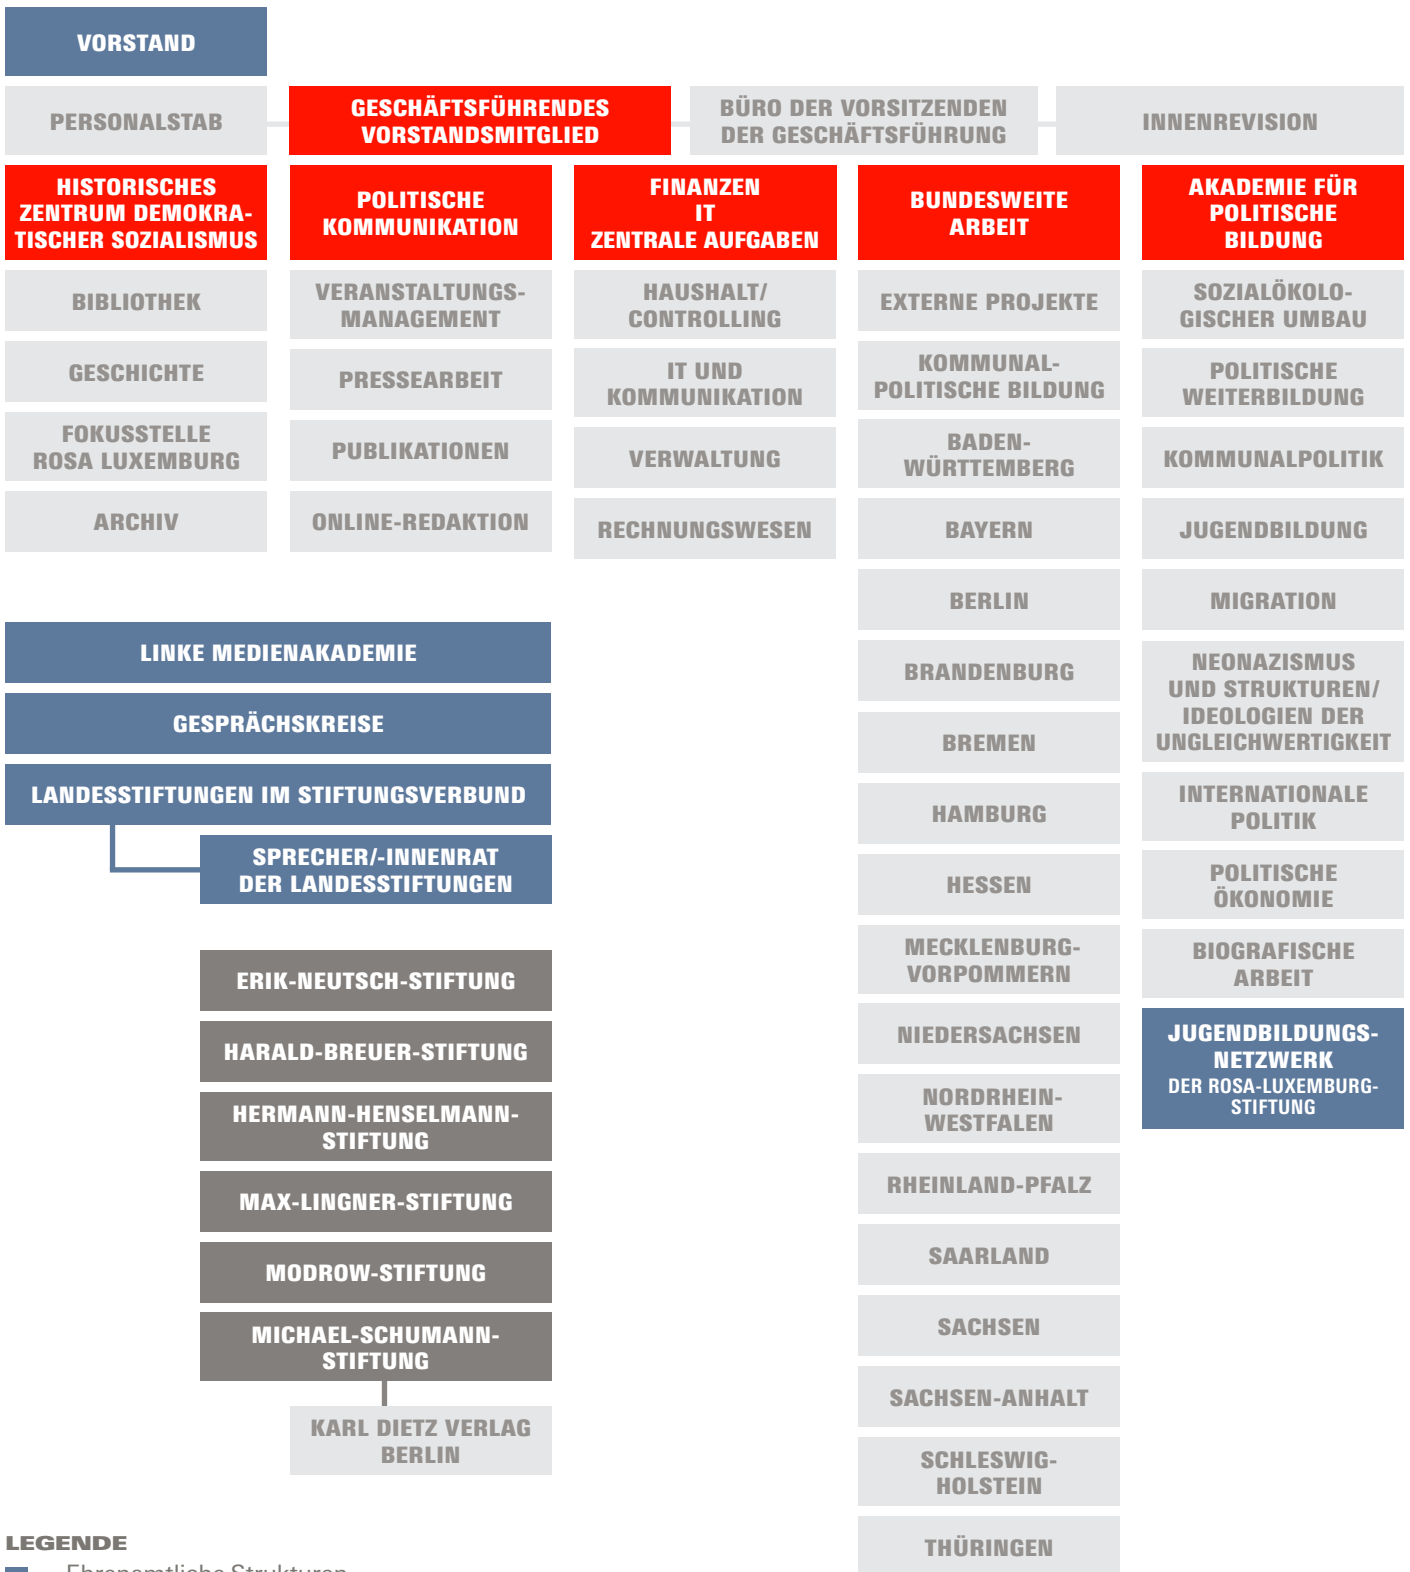 VORSTAND
PERSONALSTAB
GESCHÄFTSFÜHRENDES
VORSTANDSMITGLIED
BÜRO DER VORSITZENDEN
DER GESCHÄFTSFÜHRUNG
INNENREVISION
HISTORISCHES
ZENTRUM DEMOKRA-
TISCHER SOZIALISMUS
BIBLIOTHEK
GESCHICHTE
FOKUSSTELLE
ROSA LUXEMBURG
ARCHIV
POLITISCHE
KOMMUNIKATION
VERANSTALTUNGS-
MANAGEMENT
PRESSEARBEIT
PUBLIKATIONEN
ONLINE-REDAKTION
FINANZEN
IT
ZENTRALE AUFGABEN
HAUSHALT/
CONTROLLING
IT UND
KOMMUNIKATION
VERWALTUNG
RECHNUNGSWESEN
BUNDESWEITE
ARBEIT
EXTERNE PROJEKTE
KOMMUNAL-
POLITISCHE BILDUNG
BADEN-
WÜRTTEMBERG
BAYERN
BERLIN
BRANDENBURG
BREMEN
HAMBURG
HESSEN
MECKLENBURG-
VORPOMMERN
NIEDERSACHSEN
NORDRHEIN-
WESTFALEN
RHEINLAND-PFALZ
SAARLAND
SACHSEN
SACHSEN-ANHALT
SCHLESWIG-
HOLSTEIN
THÜRINGEN
AKADEMIE FÜR
POLITISCHE
BILDUNG
SOZIALÖKOLO-
GISCHER UMBAU
POLITISCHE
WEITERBILDUNG
KOMMUNALPOLITIK
JUGENDBILDUNG
MIGRATION
NEONAZISMUS
UND STRUKTUREN/
IDEOLOGIEN DER
UNGLEICHWERTIGKEIT
INTERNATIONALE
POLITIK
POLITISCHE
ÖKONOMIE
BIOGRAFISCHE
ARBEIT
JUGENDBILDUNGS-
NETZWERK
DER ROSA-LUXEMBURG-
STIFTUNG
LINKE MEDIENAKADEMIE
GESPRÄCHSKREISE
LANDESSTIFTUNGEN IM STIFTUNGSVERBUND
SPRECHER/-INNENRAT
DER LANDESSTIFTUNGEN
ERIK-NEUTSCH-STIFTUNG
HARALD-BREUER-STIFTUNG
HERMANN-HENSELMANN-
STIFTUNG
MAX-LINGNER-STIFTUNG
MODROW-STIFTUNG
MICHAEL-SCHUMANN-
STIFTUNG
KARL DIETZ VERLAG
BERLIN
LEGENDE
Ehrenamtliche Strukturen